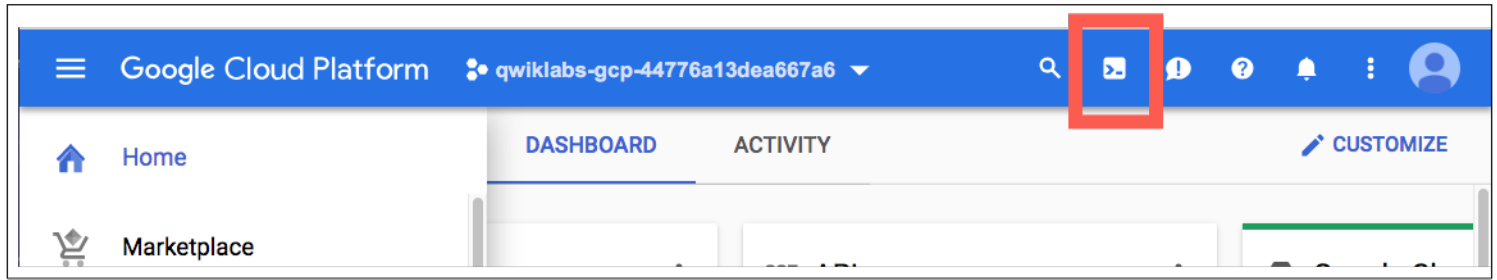 Google Cloud Platform qwiklabs-gcp-44776a13dea667a6
Home DASHBOARD ACTIVITY CUSTOMIZE
Marketplace